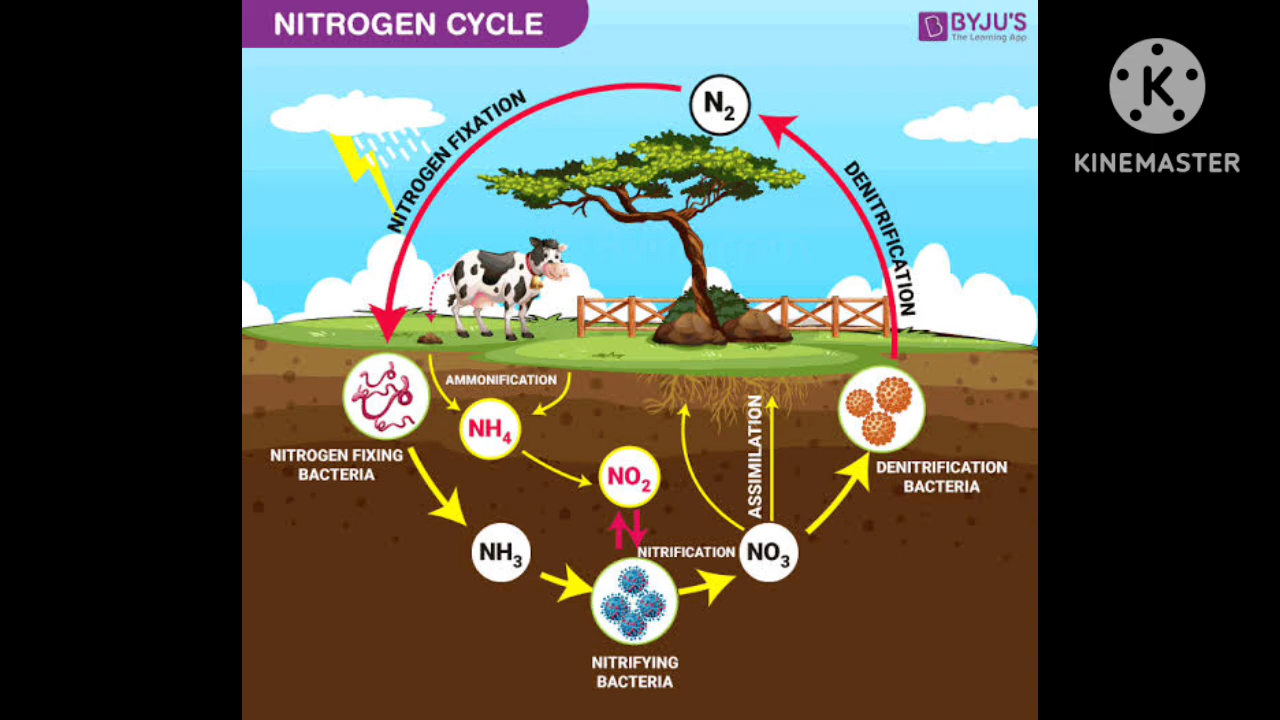 NITROGEN CYCLE
BYJU'S
The Learning App
K
KINEMASTER
N2
NITROGEN FIXATION
DENITRIFICATION
AMMONIFICATION
NH4
NITROGEN FIXING
BACTERIA
NO2
ASSIMILATION
DENITRIFICATION
BACTERIA
NH3
NITRIFICATION
NO3
NITRIFYING
BACTERIA